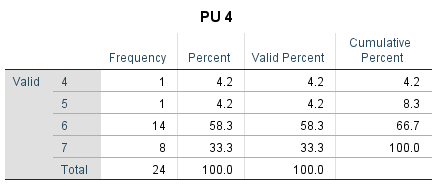 PU 4
Frequency Percent Valid Percent Cumulative Percent
Valid 4 1 4.2 4.2 4.2
5 1 4.2 4.2 8.3
6 14 58.3 58.3 66.7
7 8 33.3 33.3 100.0
Total 24 100.0 100.0